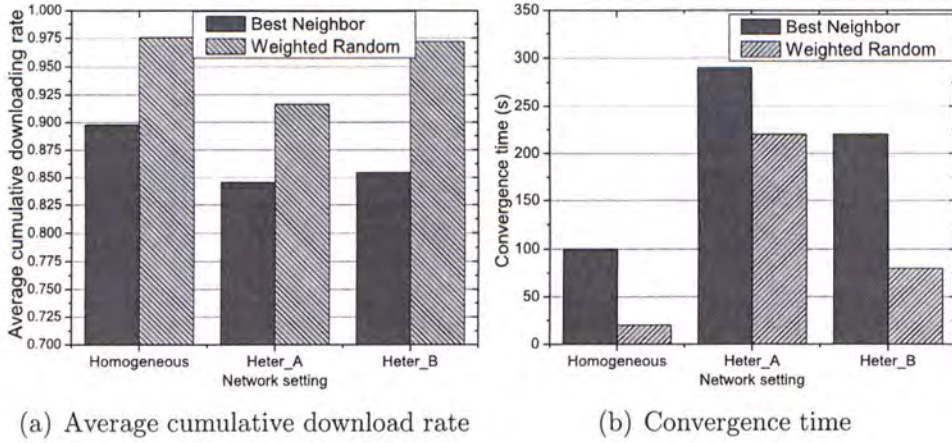 Average cumulative downloading rate
1.000
0.975
0.950
0.925
0.900
0.875
0.850
0.825
0.800
0.775
0.750
0.725
0.700
Best Neighbor
Weighted Random
Homogeneous Heter_A Heter_B
Network setting
(a) Average cumulative download rate
Convergence time (s)
350
300
250
200
150
100
50
0
Best Neighbor
Weighted Random
Homogeneous Heter_A Heter_B
Network setting
(b) Convergence time